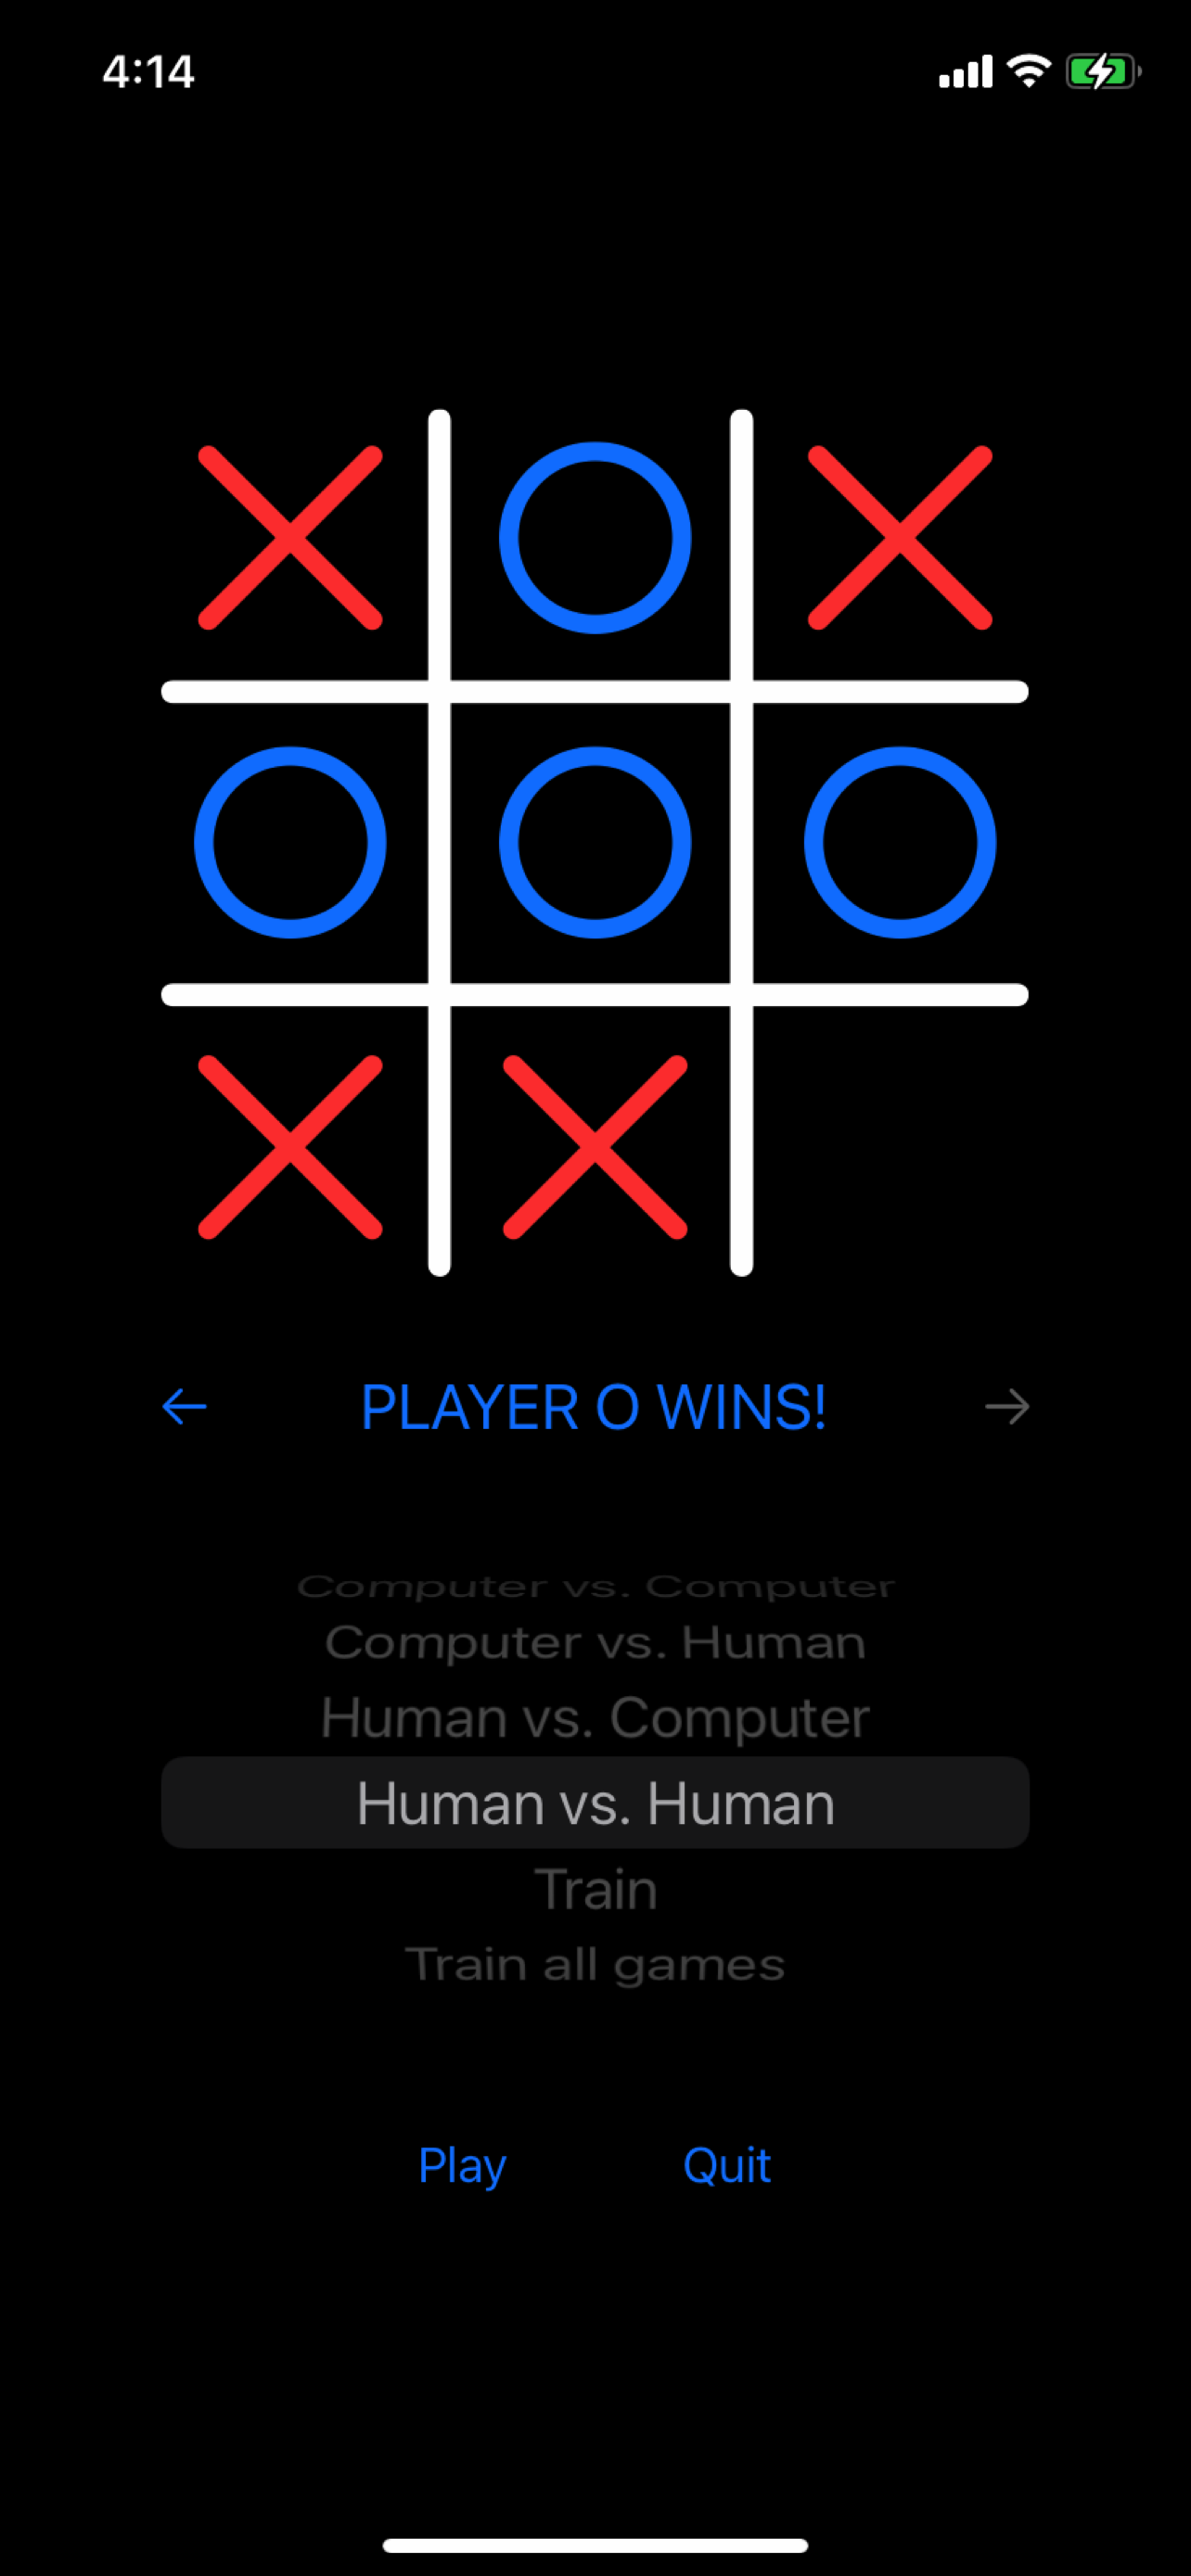 4:14
PLAYER O WINS!
Computer vs. Computer
Computer vs. Human
Human vs. Computer
Human vs. Human
Train
Train all games
Play Quit